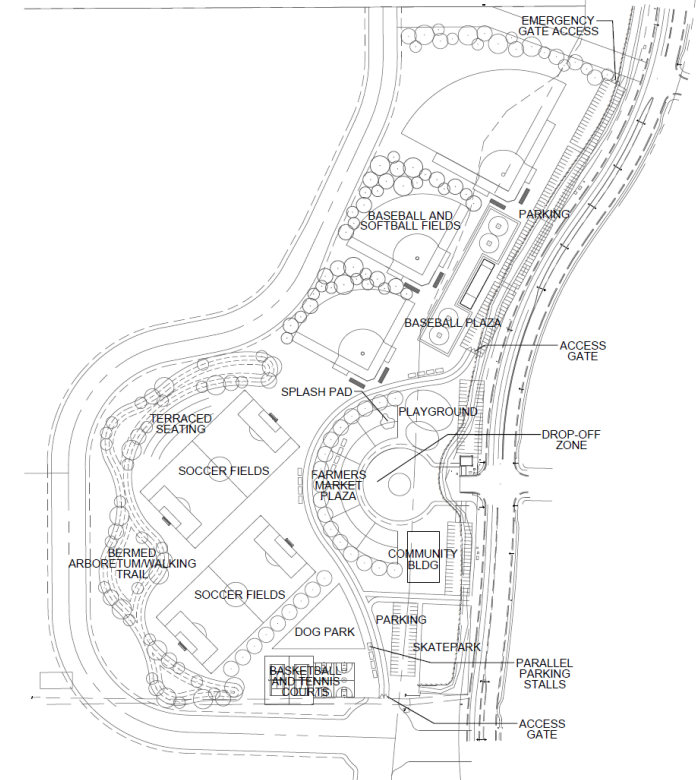 EMERGENCY
GATE ACCESS
PARKING
BASEBALL AND
SOFTBALL FIELDS
BASEBALL PLAZA
ACCESS
GATE
SPLASH PAD
PLAYGROUND
TERRACED
SEATING
DROP-OFF
ZONE
SOCCER FIELDS
FARMERS
MARKET
PLAZA
BERMED
ARBORETUM/WALKING
TRAIL
COMMUNITY
BLDG
SOCCER FIELDS
PARKING
DOG PARK
SKATEPARK
PARALLEL
PARKING
STALLS
BASKETBALL
AND TENNIS
COURTS
ACCESS
GATE